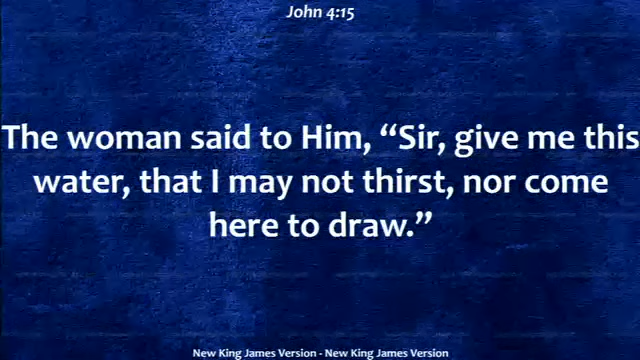 John 4:15
The woman said to Him, “Sir, give me this
water, that I may not thirst, nor come
here to draw.”
New King James Version - New King James Version